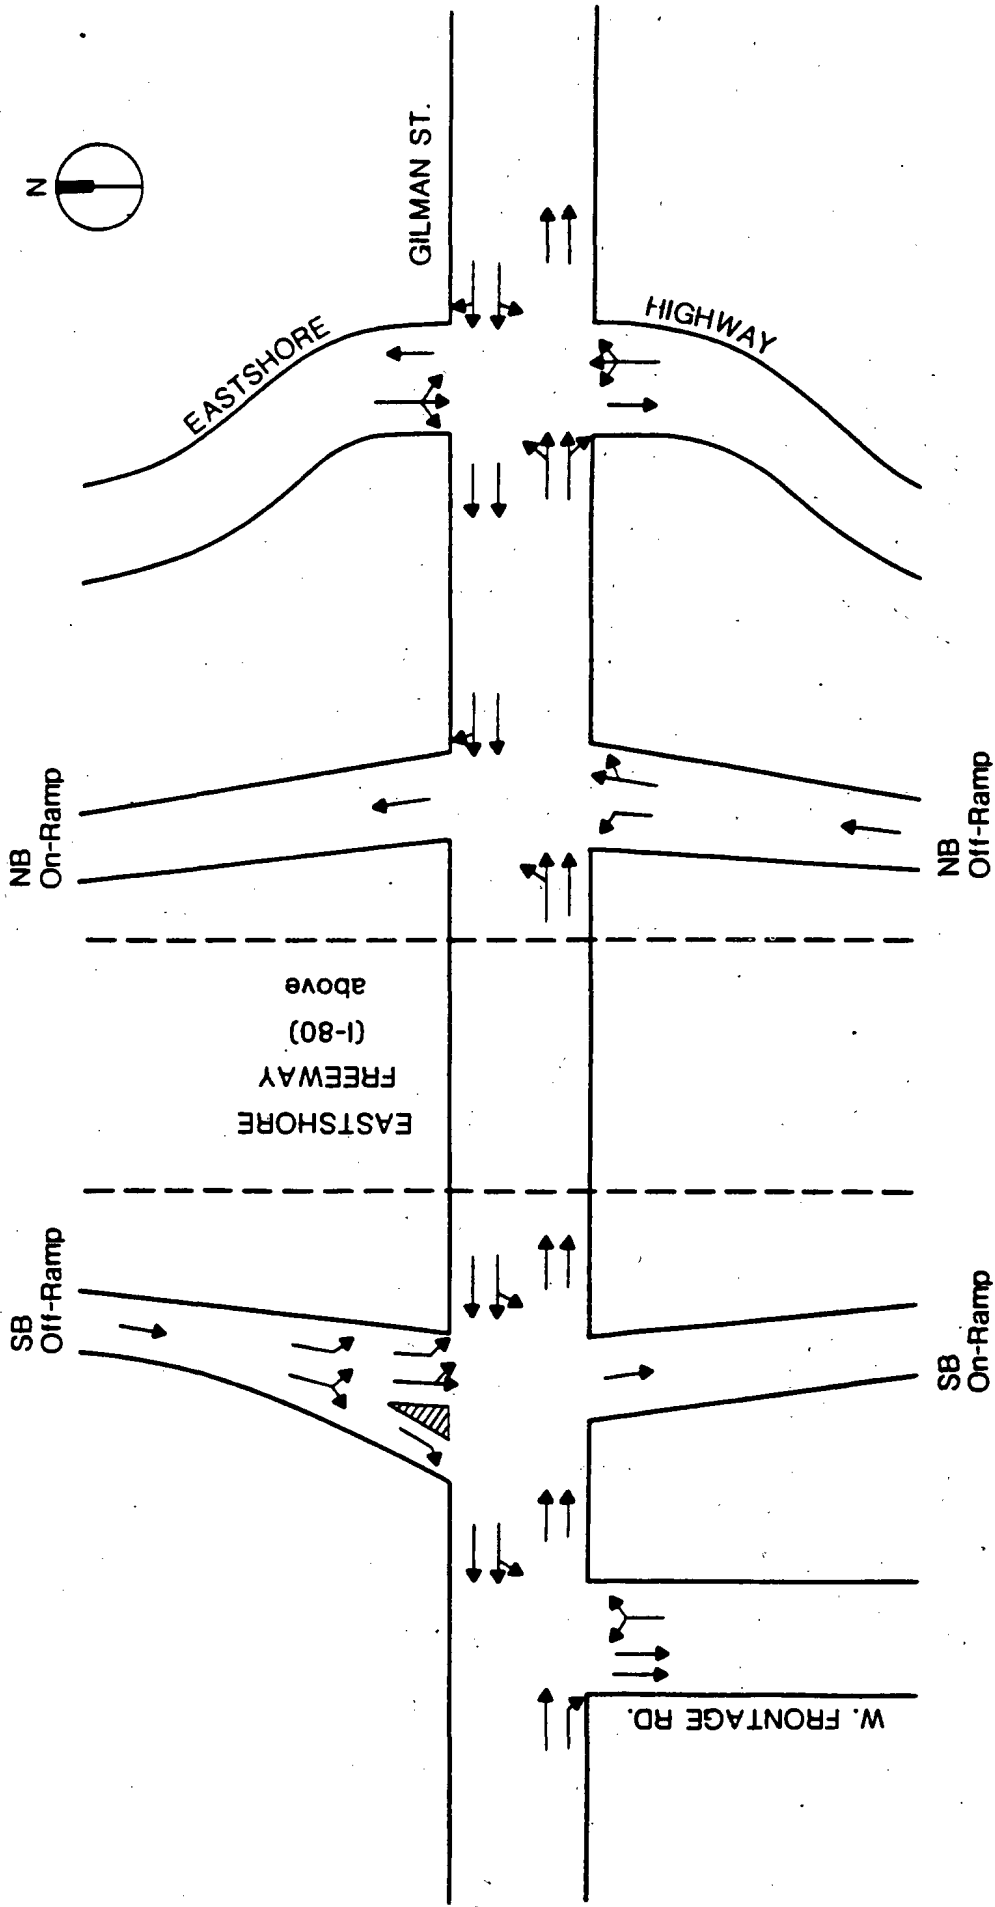 N
GILMAN ST.
EASTSHORE
HIGHWAY
NB
On-Ramp
NB
Off-Ramp
EASTSHORE
FREEWAY
(I-80)
above
SB
Off-Ramp
SB
On-Ramp
W. FRONTAGE RD.